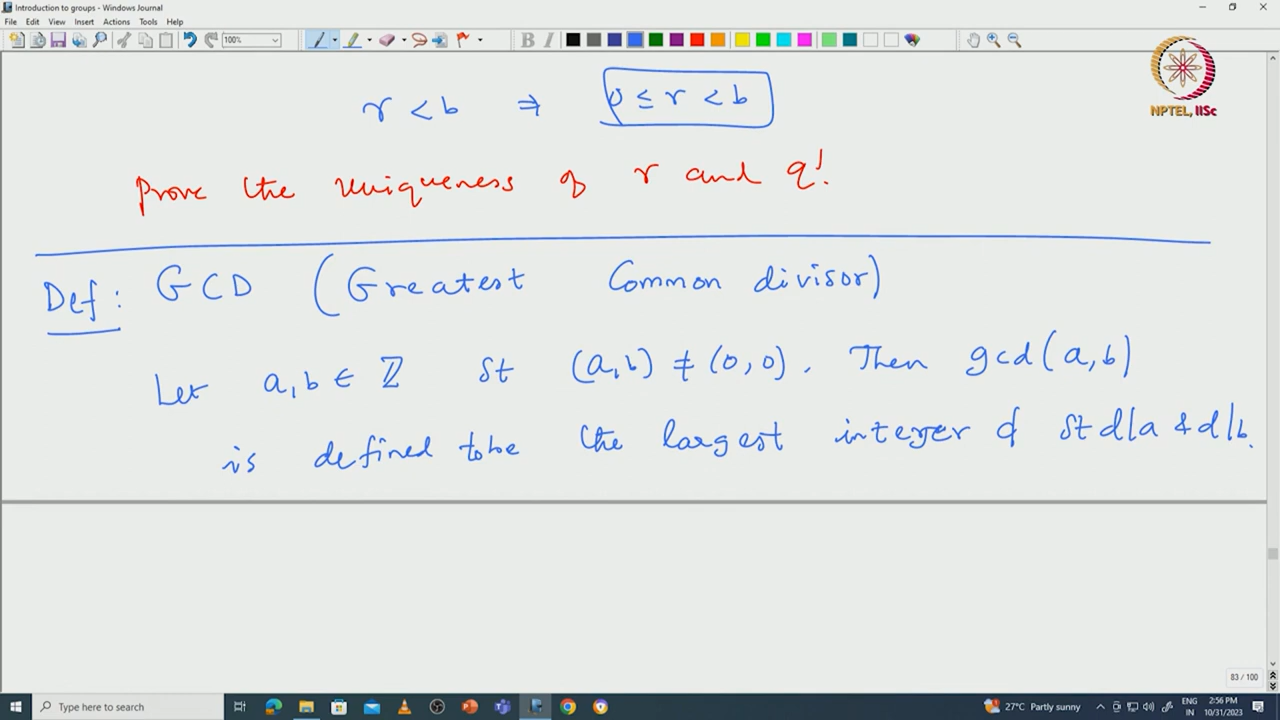 Introduction to groups - Windows Journal
File Edit View Insert Actions Tools Help
100%
B I
NPTEL, IISc
r < b ⇒ 0 ≤ r < b
Prove the uniqueness of r and q!
Def: GCD (Greatest Common divisor)
Let a, b ∈ ℤ st (a, b) ≠ (0, 0). Then gcd(a, b)
is defined to be the largest integer d st d|a & d|b.
83 / 100
Type here to search
27°C Partly sunny
ENG
IN
2:56 PM
10/31/2023